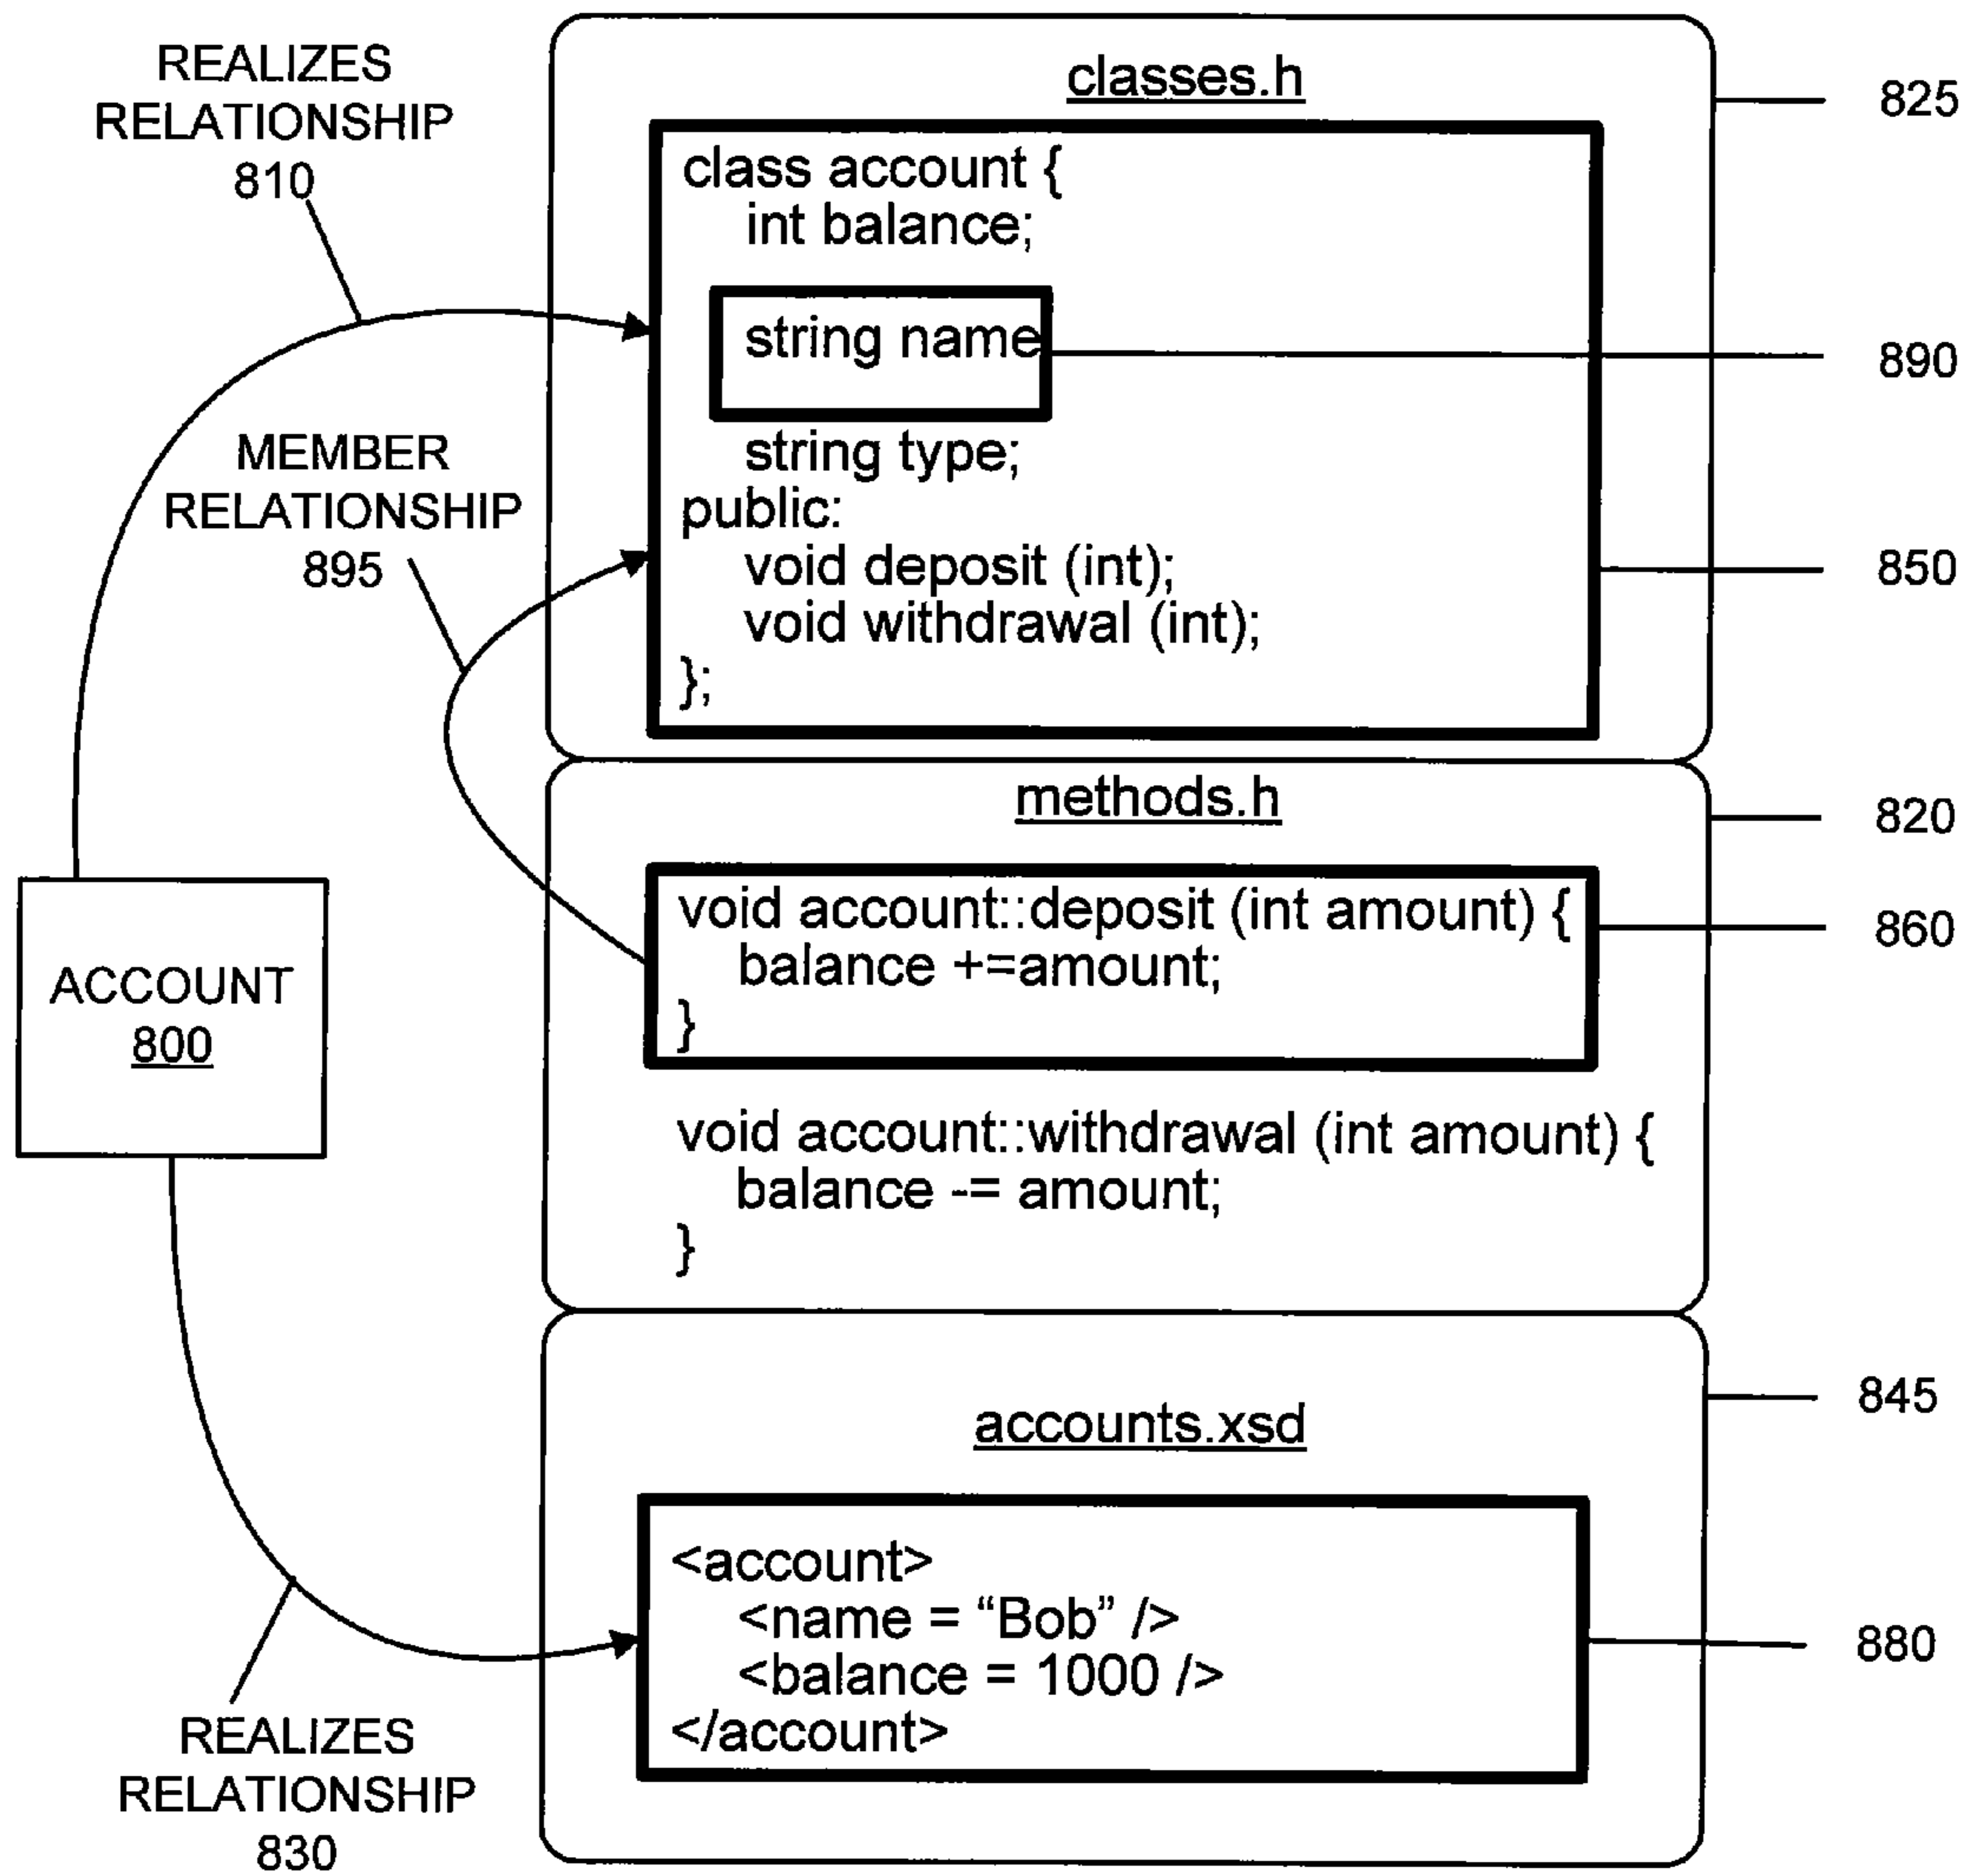 REALIZES
RELATIONSHIP
810
classes.h
825
class account {
int balance;
string name
890
MEMBER
RELATIONSHIP
895
string type;
public:
void deposit (int);
850
void withdrawal (int);
};
methods.h
820
void account::deposit (int amount) {
860
balance +=amount;
}
ACCOUNT
800
void account::withdrawal (int amount) {
balance -= amount;
}
845
accounts.xsd
<account>
<name = “Bob” />
880
<balance = 1000 />
</account>
REALIZES
RELATIONSHIP
830